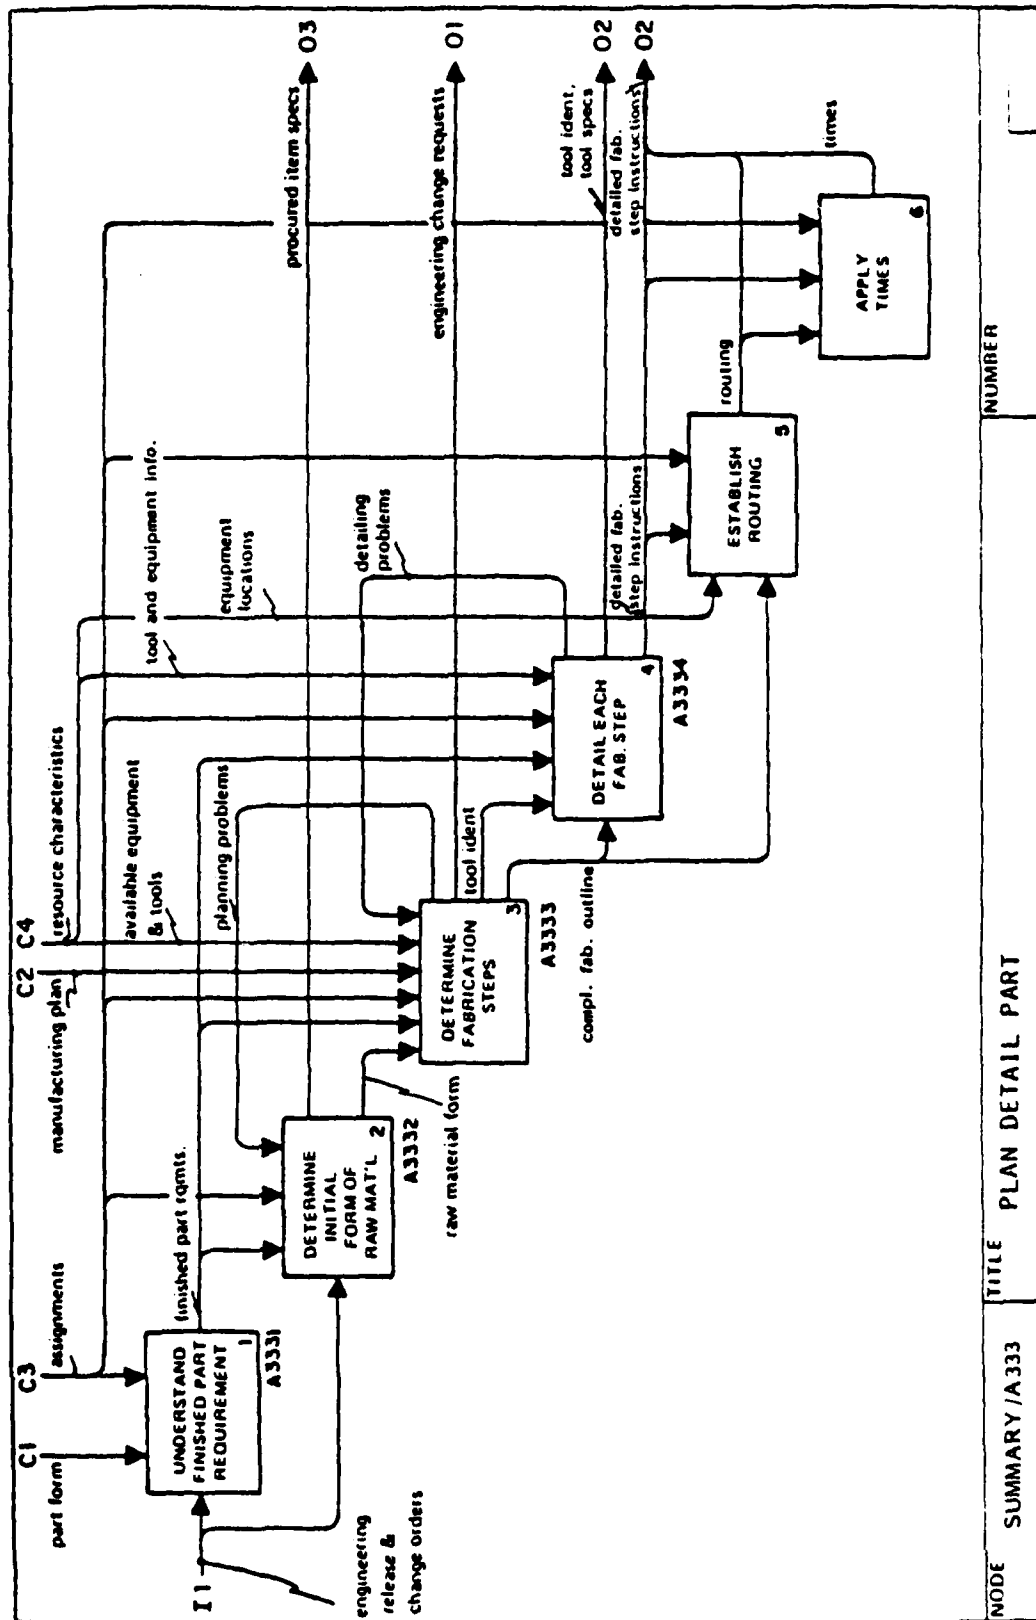 C1
part form
C3
assignments
C2
manufacturing plan
C4
resource characteristics
available equipment
& tools
tool and equipment info.
equipment
locations
I1
engineering
release &
change orders
UNDERSTAND
FINISHED PART
REQUIREMENT
1
A3331
finished part rqmts.
DETERMINE
INITIAL
FORM OF
RAW MAT'L
2
A3332
raw material form
planning problems
DETERMINE
FABRICATION
STEPS
3
A3333
tool ident
compl. fab. outline
detailing
problems
DETAIL EACH
FAB. STEP
4
A3334
detailed fab.
step instructions
ESTABLISH
ROUTING
5
routing
APPLY
TIMES
6
times
procured item specs
O3
engineering change requests
O1
tool ident,
tool specs
O2
detailed fab.
step instructions
O2
NODE
SUMMARY/A333
TITLE
PLAN DETAIL PART
NUMBER